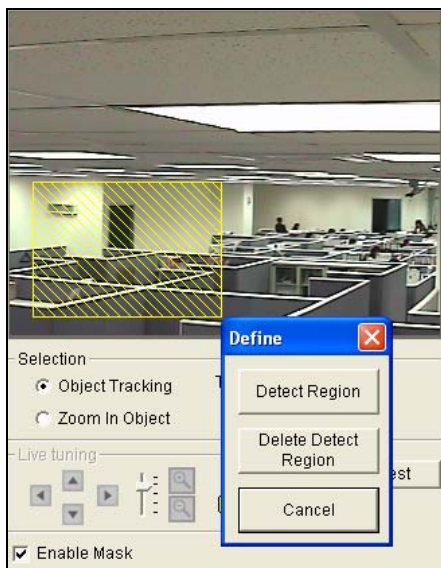 Define
Selection
Object Tracking
Zoom In Object
Detect Region
Delete Detect
Region
Live tuning
Cancel
Enable Mask